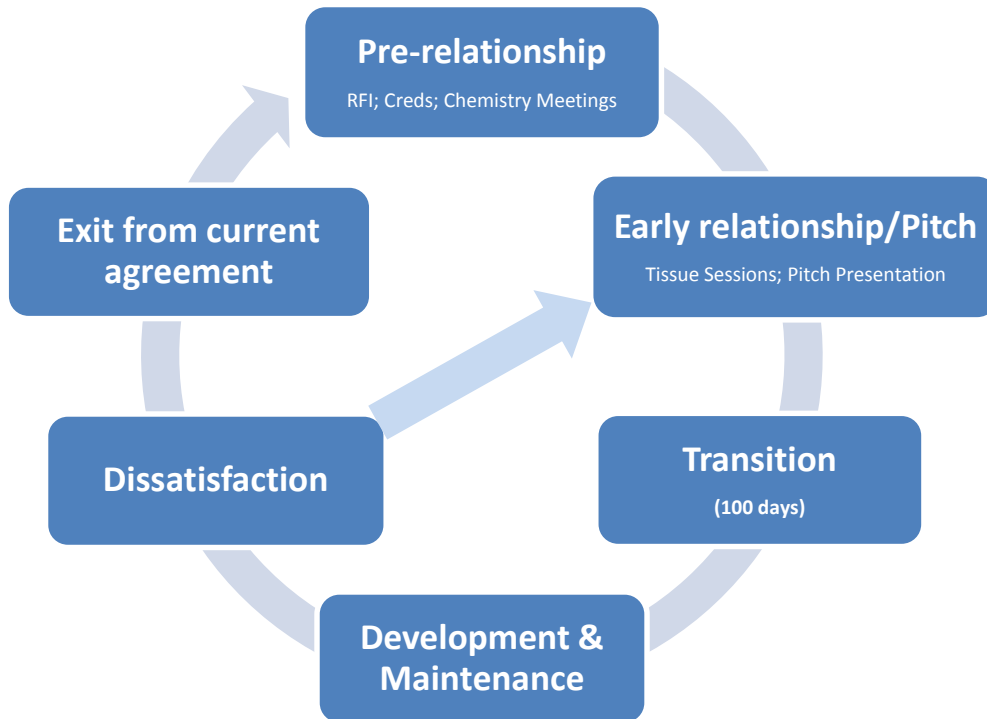 Pre-relationship
RFI; Creds; Chemistry Meetings
Early relationship/Pitch
Tissue Sessions; Pitch Presentation
Transition
(100 days)
Development &
Maintenance
Dissatisfaction
Exit from current
agreement